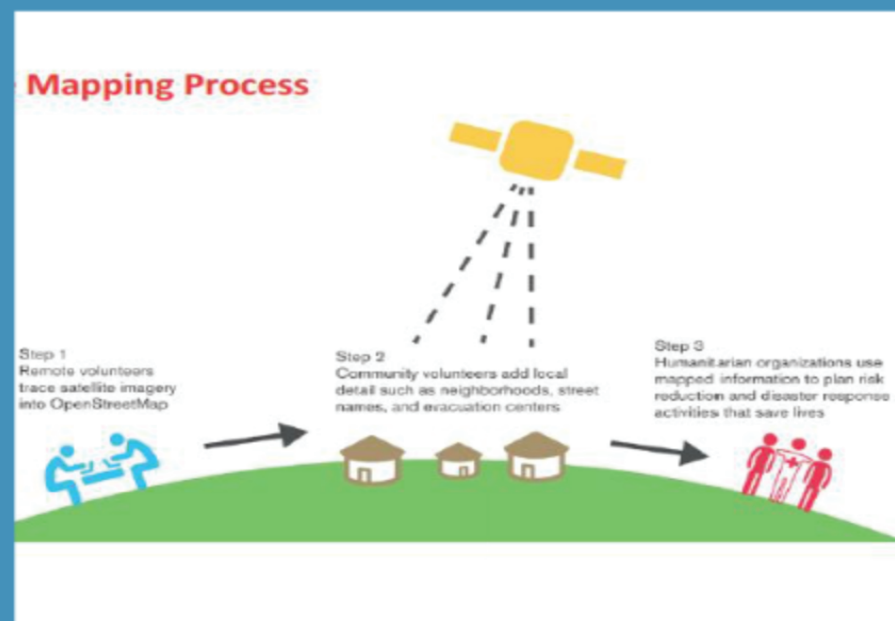 Mapping Process
Step 1
Remote volunteers
trace satellite imagery
into OpenStreetMap
Step 2
Community volunteers add local
detail such as neighborhoods, street
names, and evacuation centers
Step 3
Humanitarian organizations use
mapped information to plan risk
reduction and disaster response
activities that save lives